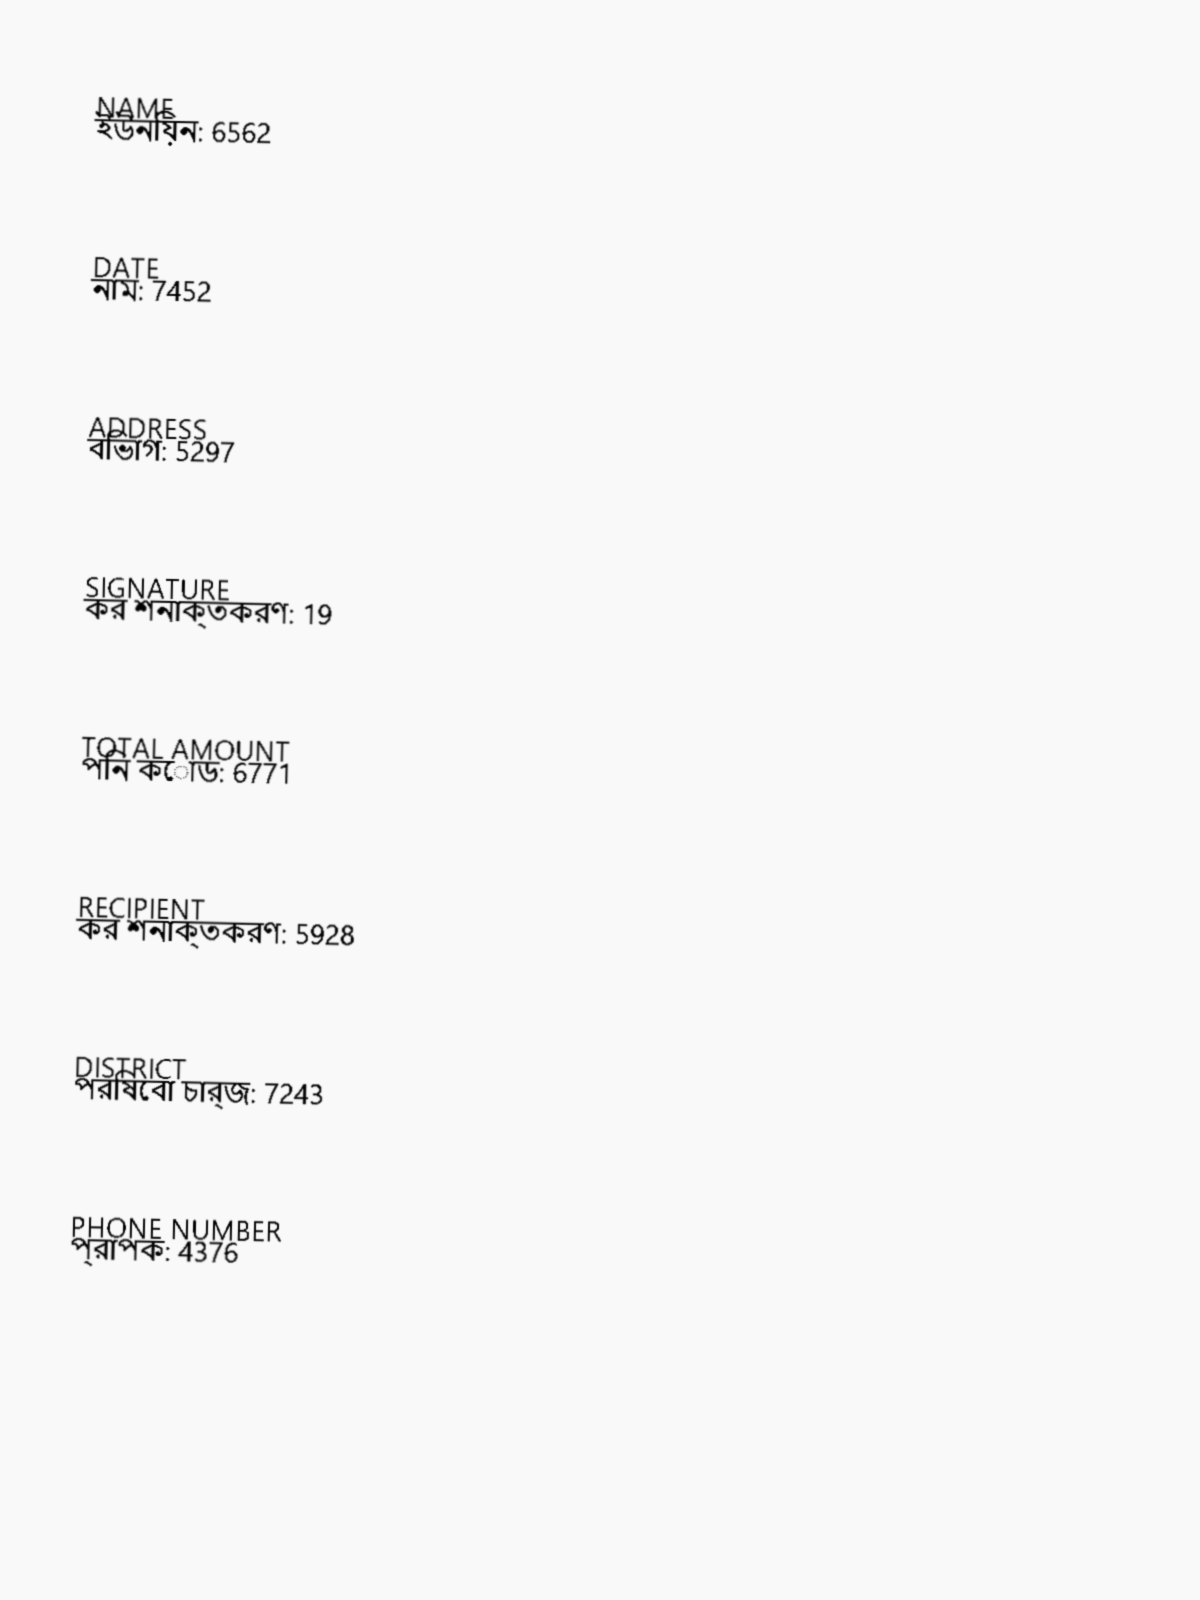 NAME
ইউনিয়ন: 6562
DATE
নাম: 7452
ADDRESS
বিভাগ: 5297
SIGNATURE
কর শনাক্তকরণ: 19
TOTAL AMOUNT
পিন কোড: 6771
RECIPIENT
কর শনাক্তকরণ: 5928
DISTRICT
পরিষেবা চার্জ: 7243
PHONE NUMBER
প্রাপক: 4376